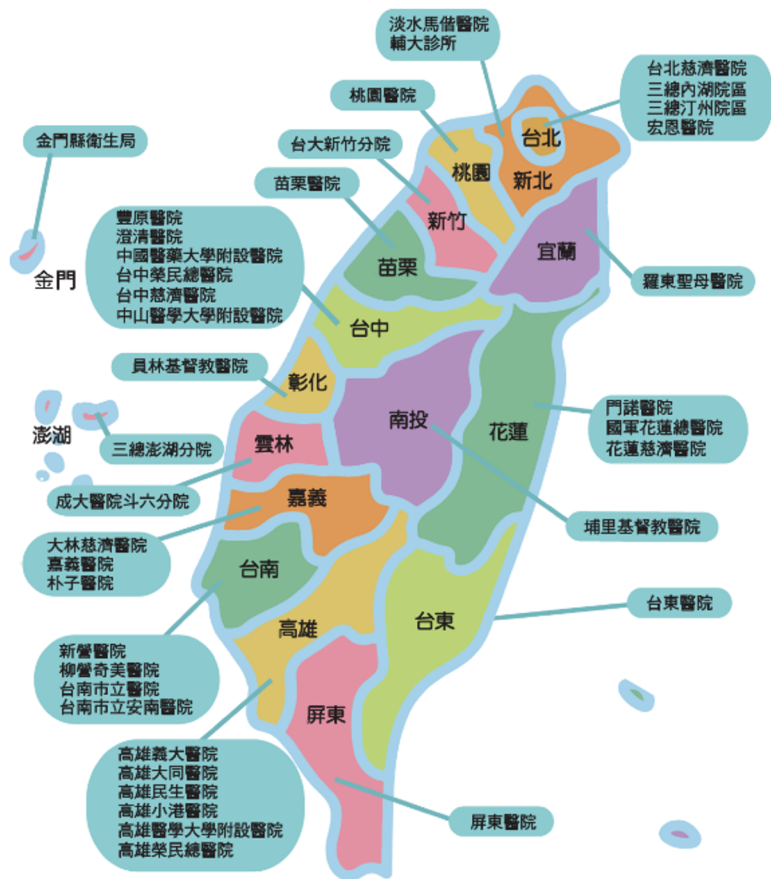 淡水馬偕醫院
輔大診所
台北慈濟醫院
三總內湖院區
三總汀州院區
宏恩醫院
桃園醫院
金門縣衛生局
台大新竹分院
苗栗醫院
台北
桃園
新北
新竹
豐原醫院
澄清醫院
中國醫藥大學附設醫院
台中榮民總醫院
台中慈濟醫院
中山醫學大學附設醫院
苗栗
宜蘭
金門
羅東聖母醫院
台中
員林基督教醫院
彰化
門諾醫院
國軍花蓮總醫院
花蓮慈濟醫院
南投
花蓮
澎湖
三總澎湖分院
雲林
成大醫院斗六分院
嘉義
埔里基督教醫院
大林慈濟醫院
嘉義醫院
朴子醫院
台南
台東醫院
台東
高雄
新營醫院
柳營奇美醫院
台南市立醫院
台南市立安南醫院
屏東
高雄義大醫院
高雄大同醫院
高雄民生醫院
高雄小港醫院
高雄醫學大學附設醫院
高雄榮民總醫院
屏東醫院